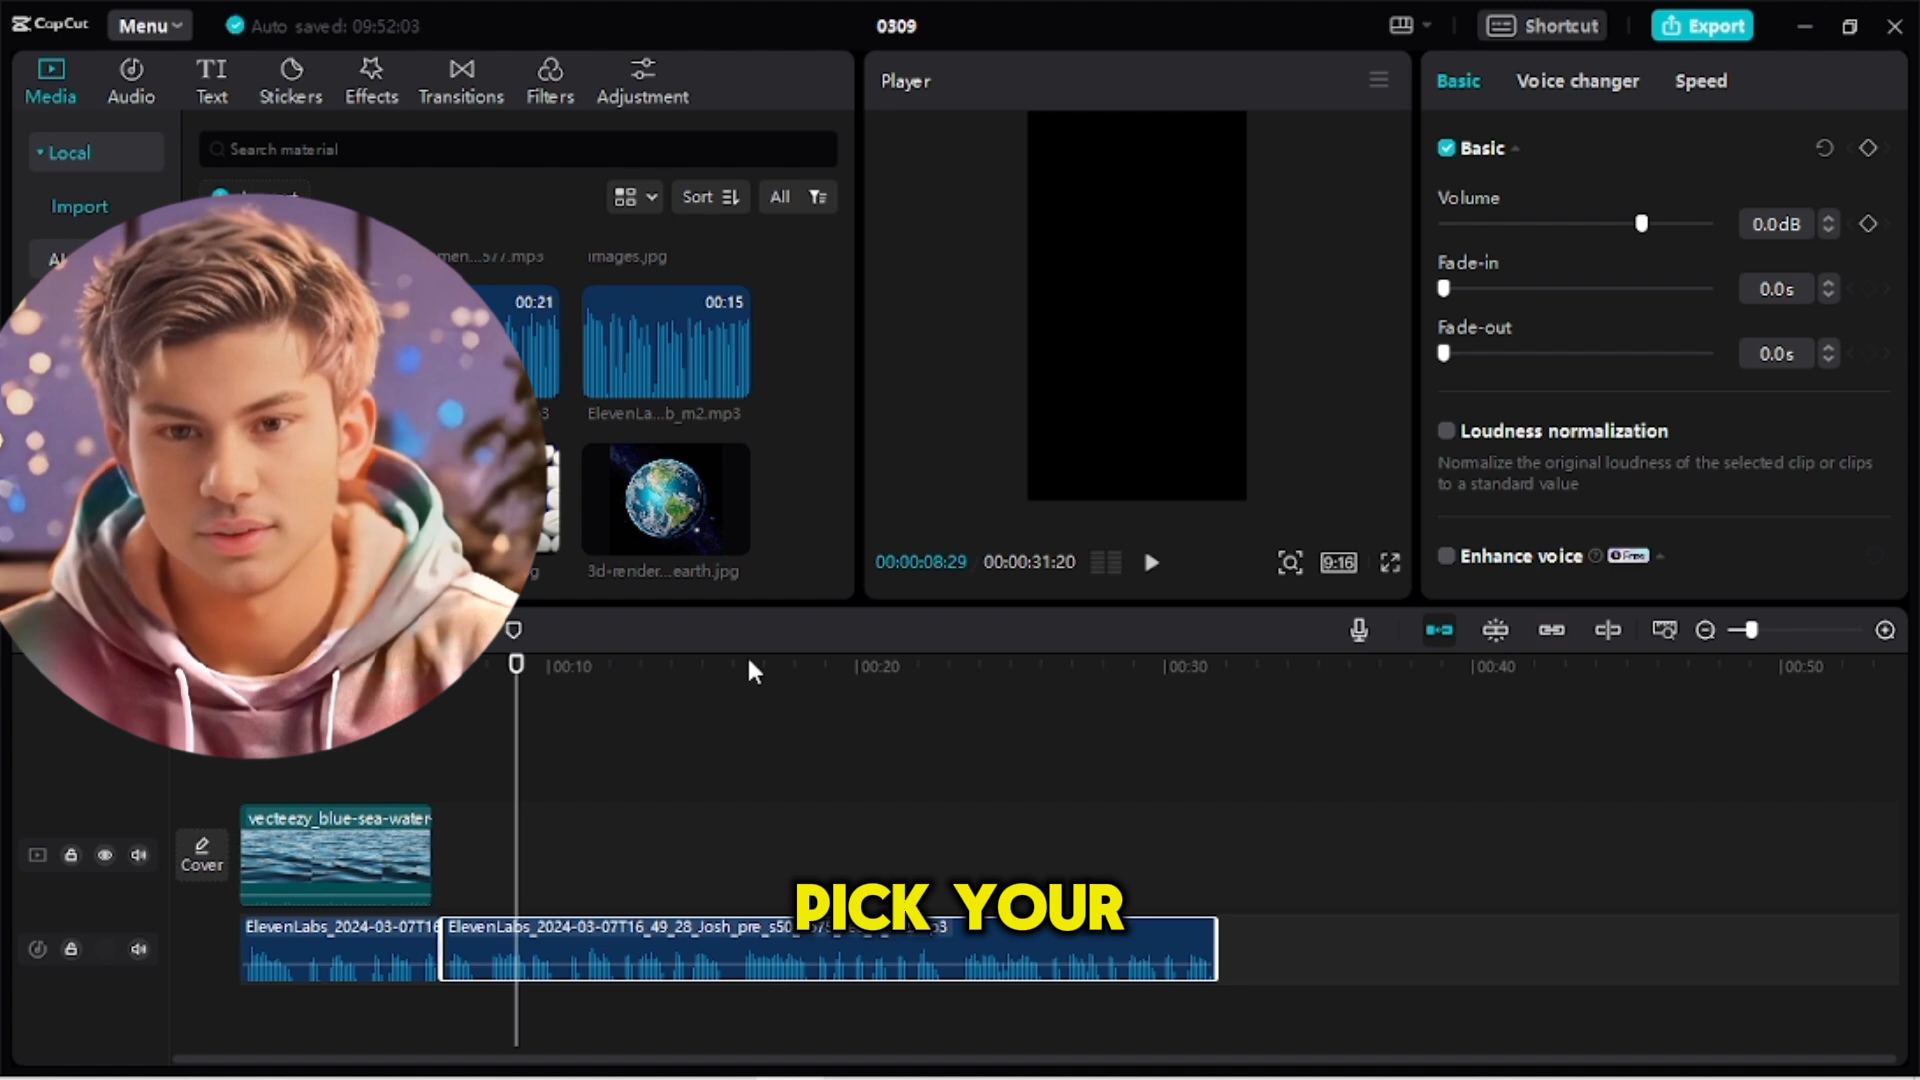 CapCut
Menu
Auto saved: 09:52:03
0309
Shortcut
Export
Media
Audio
Text
Stickers
Effects
Transitions
Filters
Adjustment
Player
Basic
Voice changer
Speed
Local
Import
Search material
Sort
All
men...577.mp3
images.jpg
00:21
00:15
ElevenLa...b_m2.mp3
3d-render...earth.jpg
00:00:08:29
00:00:31:20
9:16
Basic
Volume
0.0dB
Fade-in
0.0s
Fade-out
0.0s
Loudness normalization
Normalize the original loudness of the selected clip or clips
to a standard value
Enhance voice
Free
00:10
00:20
00:30
00:40
00:50
Cover
vecteezy_blue-sea-water-
PICK YOUR
ElevenLabs_2024-03-07T16
ElevenLabs_2024-03-07T16_49_28_Josh_pre_s50